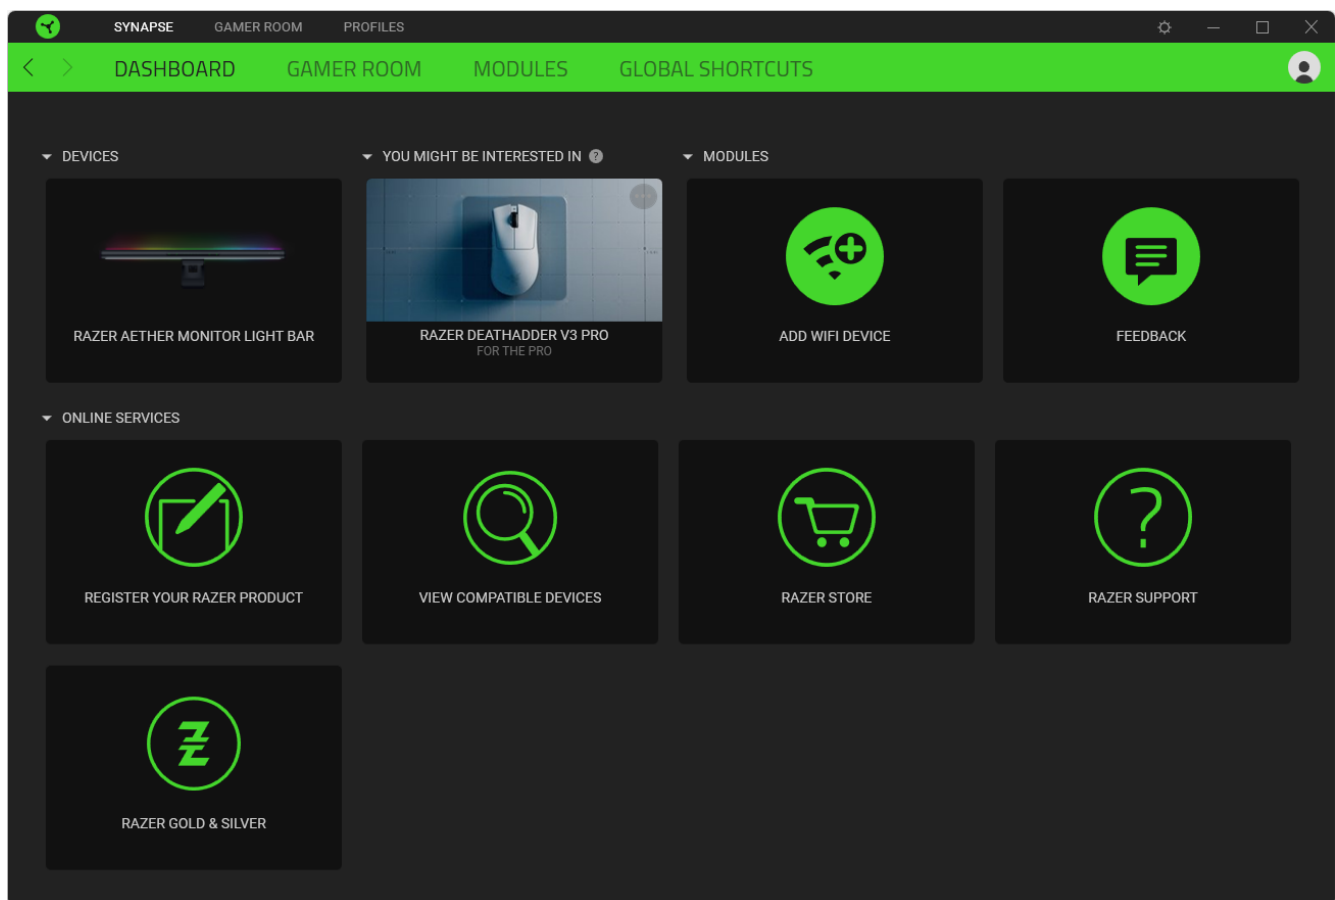 SYNAPSE GAMER ROOM PROFILES
DASHBOARD GAMER ROOM MODULES GLOBAL SHORTCUTS
DEVICES
RAZER AETHER MONITOR LIGHT BAR
YOU MIGHT BE INTERESTED IN ?
RAZER DEATHADDER V3 PRO
FOR THE PRO
MODULES
ADD WIFI DEVICE
FEEDBACK
ONLINE SERVICES
REGISTER YOUR RAZER PRODUCT
VIEW COMPATIBLE DEVICES
RAZER STORE
RAZER SUPPORT
RAZER GOLD & SILVER